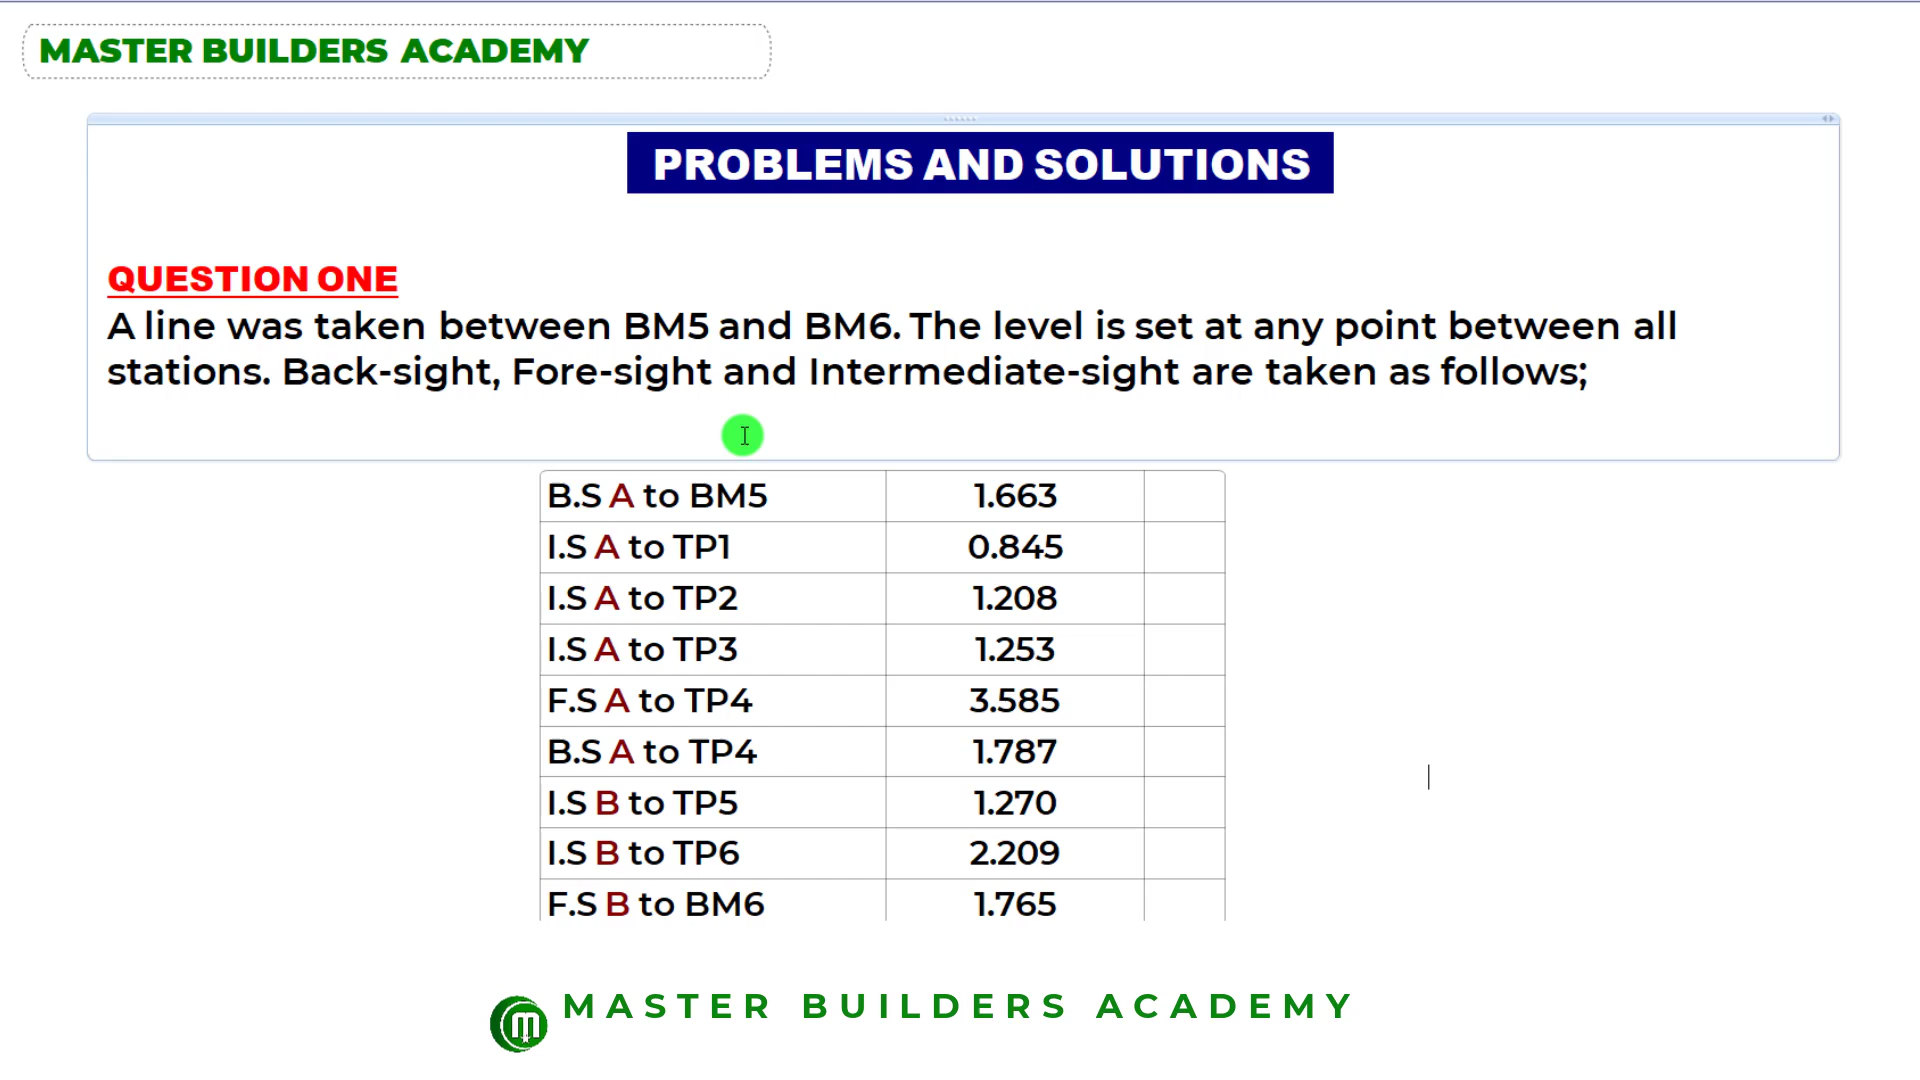 MASTER BUILDERS ACADEMY
PROBLEMS AND SOLUTIONS
QUESTION ONE
A line was taken between BM5 and BM6. The level is set at any point between all
stations. Back-sight, Fore-sight and Intermediate-sight are taken as follows;
B.S A to BM5 1.663
I.S A to TP1 0.845
I.S A to TP2 1.208
I.S A to TP3 1.253
F.S A to TP4 3.585
B.S A to TP4 1.787
I.S B to TP5 1.270
I.S B to TP6 2.209
F.S B to BM6 1.765
MASTER BUILDERS ACADEMY